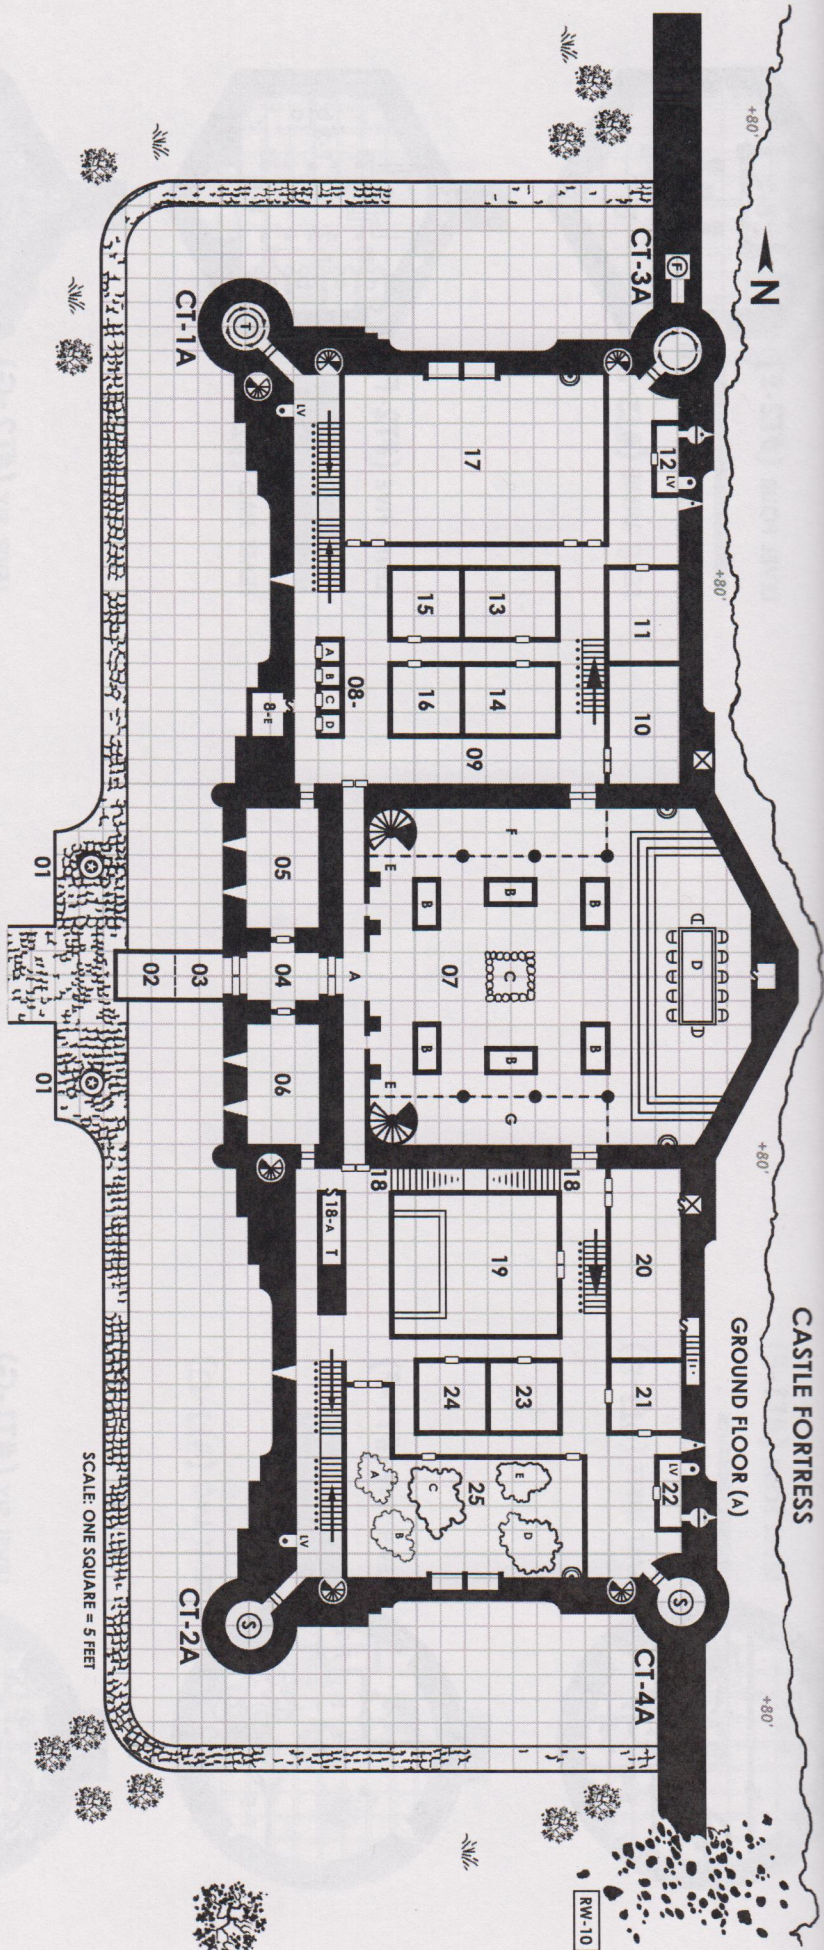 CASTLE FORTRESS
GROUND FLOOR (A)
+80'
+80'
+80'
+80'
N
CT-3A
F
12
LV
11
10
D
20
21
22
LV
S
CT-4A
RW-10
17
13
15
14
16
09
08-
A
B
C
D
8-E
F
E
B
B
B
07
C
B
B
B
G
E
A
18
18
19
18-A
S
T
23
24
25
A
B
C
D
E
LV
LV
T
CT-1A
S
CT-2A
05
04
06
03
02
01
01
SCALE: ONE SQUARE = 5 FEET